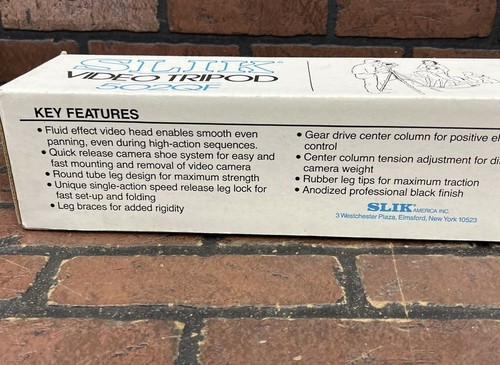 SLIK®
VIDEO TRIPOD
502QF
KEY FEATURES
• Fluid effect video head enables smooth even
panning, even during high-action sequences.
• Quick release camera shoe system for easy and
fast mounting and removal of video camera
• Round tube leg design for maximum strength
• Unique single-action speed release leg lock for
fast set-up and folding
• Leg braces for added rigidity
• Gear drive center column for positive el
control
• Center column tension adjustment for di
camera weight
• Rubber leg tips for maximum traction
• Anodized professional black finish
SLIK® AMERICA INC.
3 Westchester Plaza, Elmsford, New York 10523